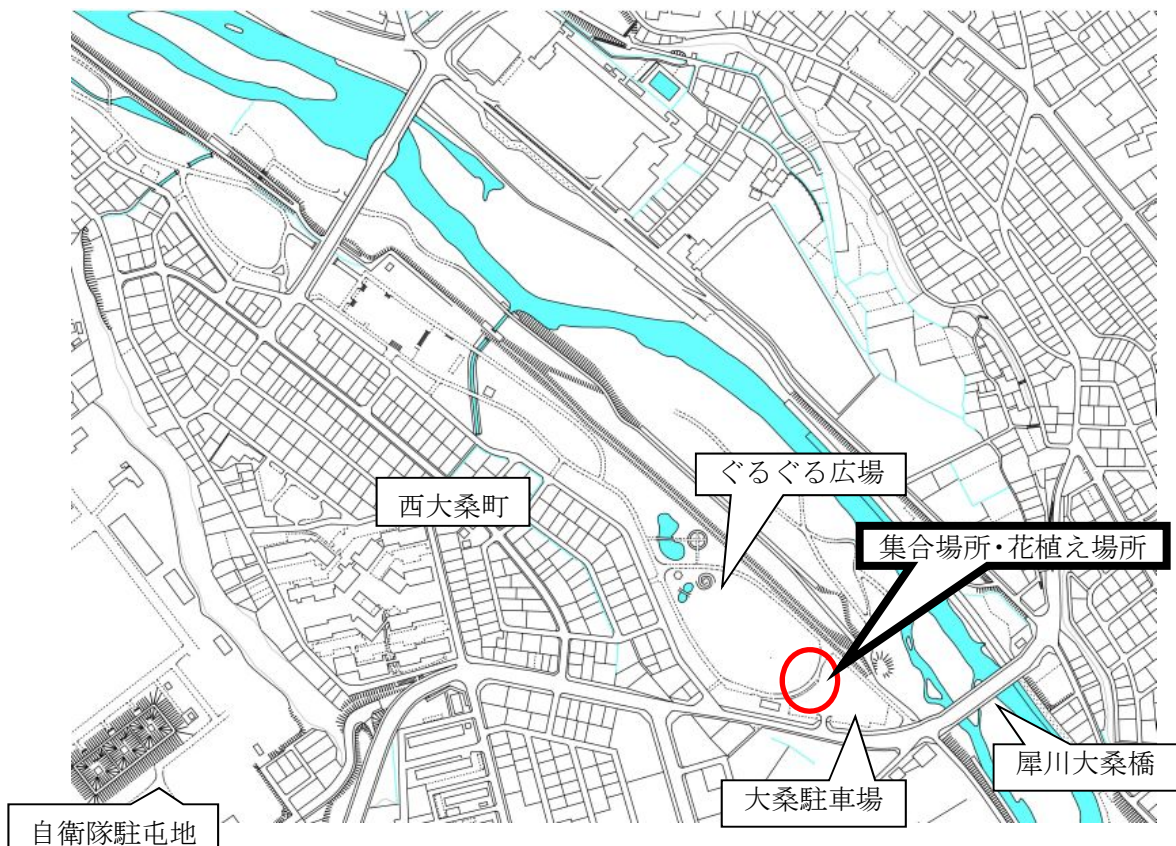 ぐるぐる広場
西大桑町
集合場所・花植え場所
犀川大桑橋
大桑駐車場
自衛隊駐屯地